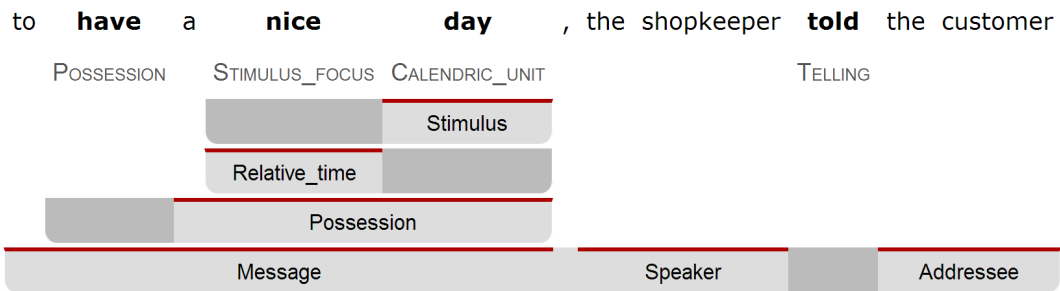 to have a nice day , the shopkeeper told the customer
POSSESSION STIMULUS_FOCUS CALENDRIC_UNIT TELLING
Stimulus
Relative_time
Possession
Message Speaker Addressee